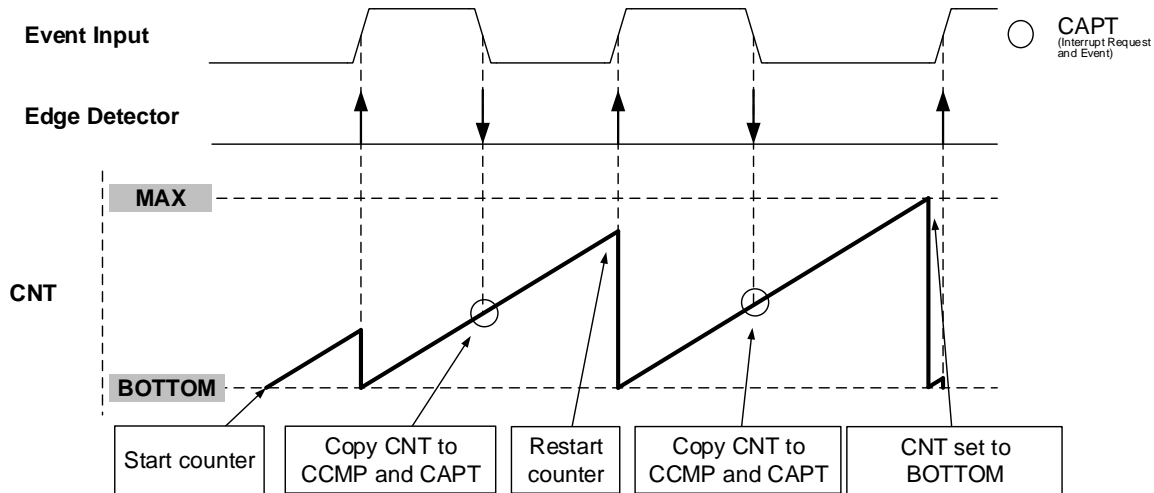 Event Input
CAPT
(Interrupt Request
and Event)
Edge Detector
MAX
CNT
BOTTOM
Start counter
Copy CNT to
CCMP and CAPT
Restart
counter
Copy CNT to
CCMP and CAPT
CNT set to
BOTTOM